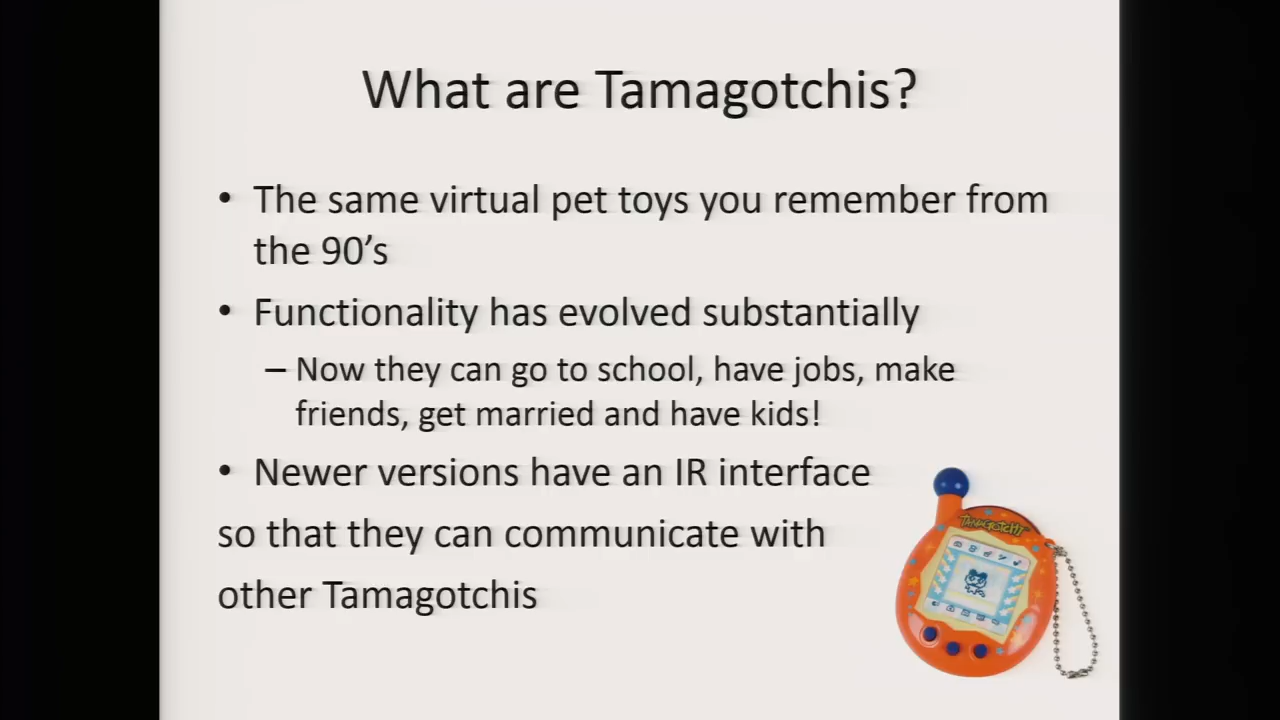 What are Tamagotchis?
• The same virtual pet toys you remember from
the 90's
• Functionality has evolved substantially
– Now they can go to school, have jobs, make
friends, get married and have kids!
• Newer versions have an IR interface
so that they can communicate with
other Tamagotchis
TAMAGOTCHI